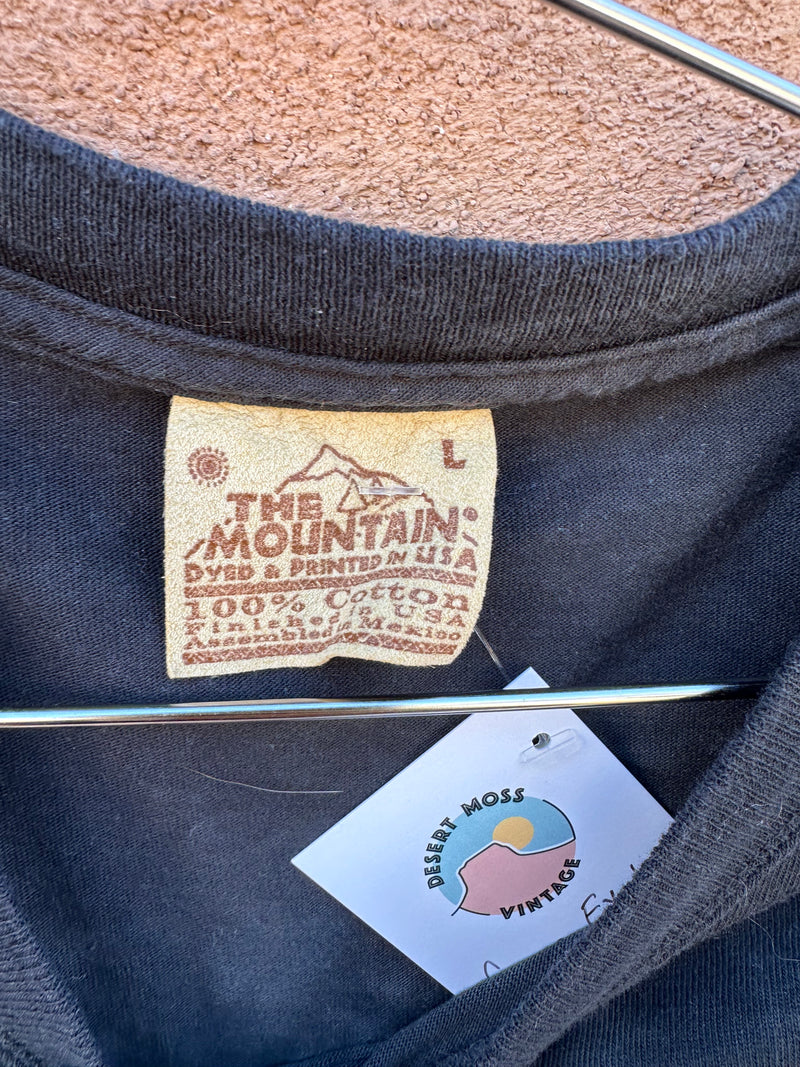 L
THE
MOUNTAIN
DYED & PRINTED IN USA
100% Cotton
Finished in USA
Assembled in Mexico
DESERT MOSS
VINTAGE